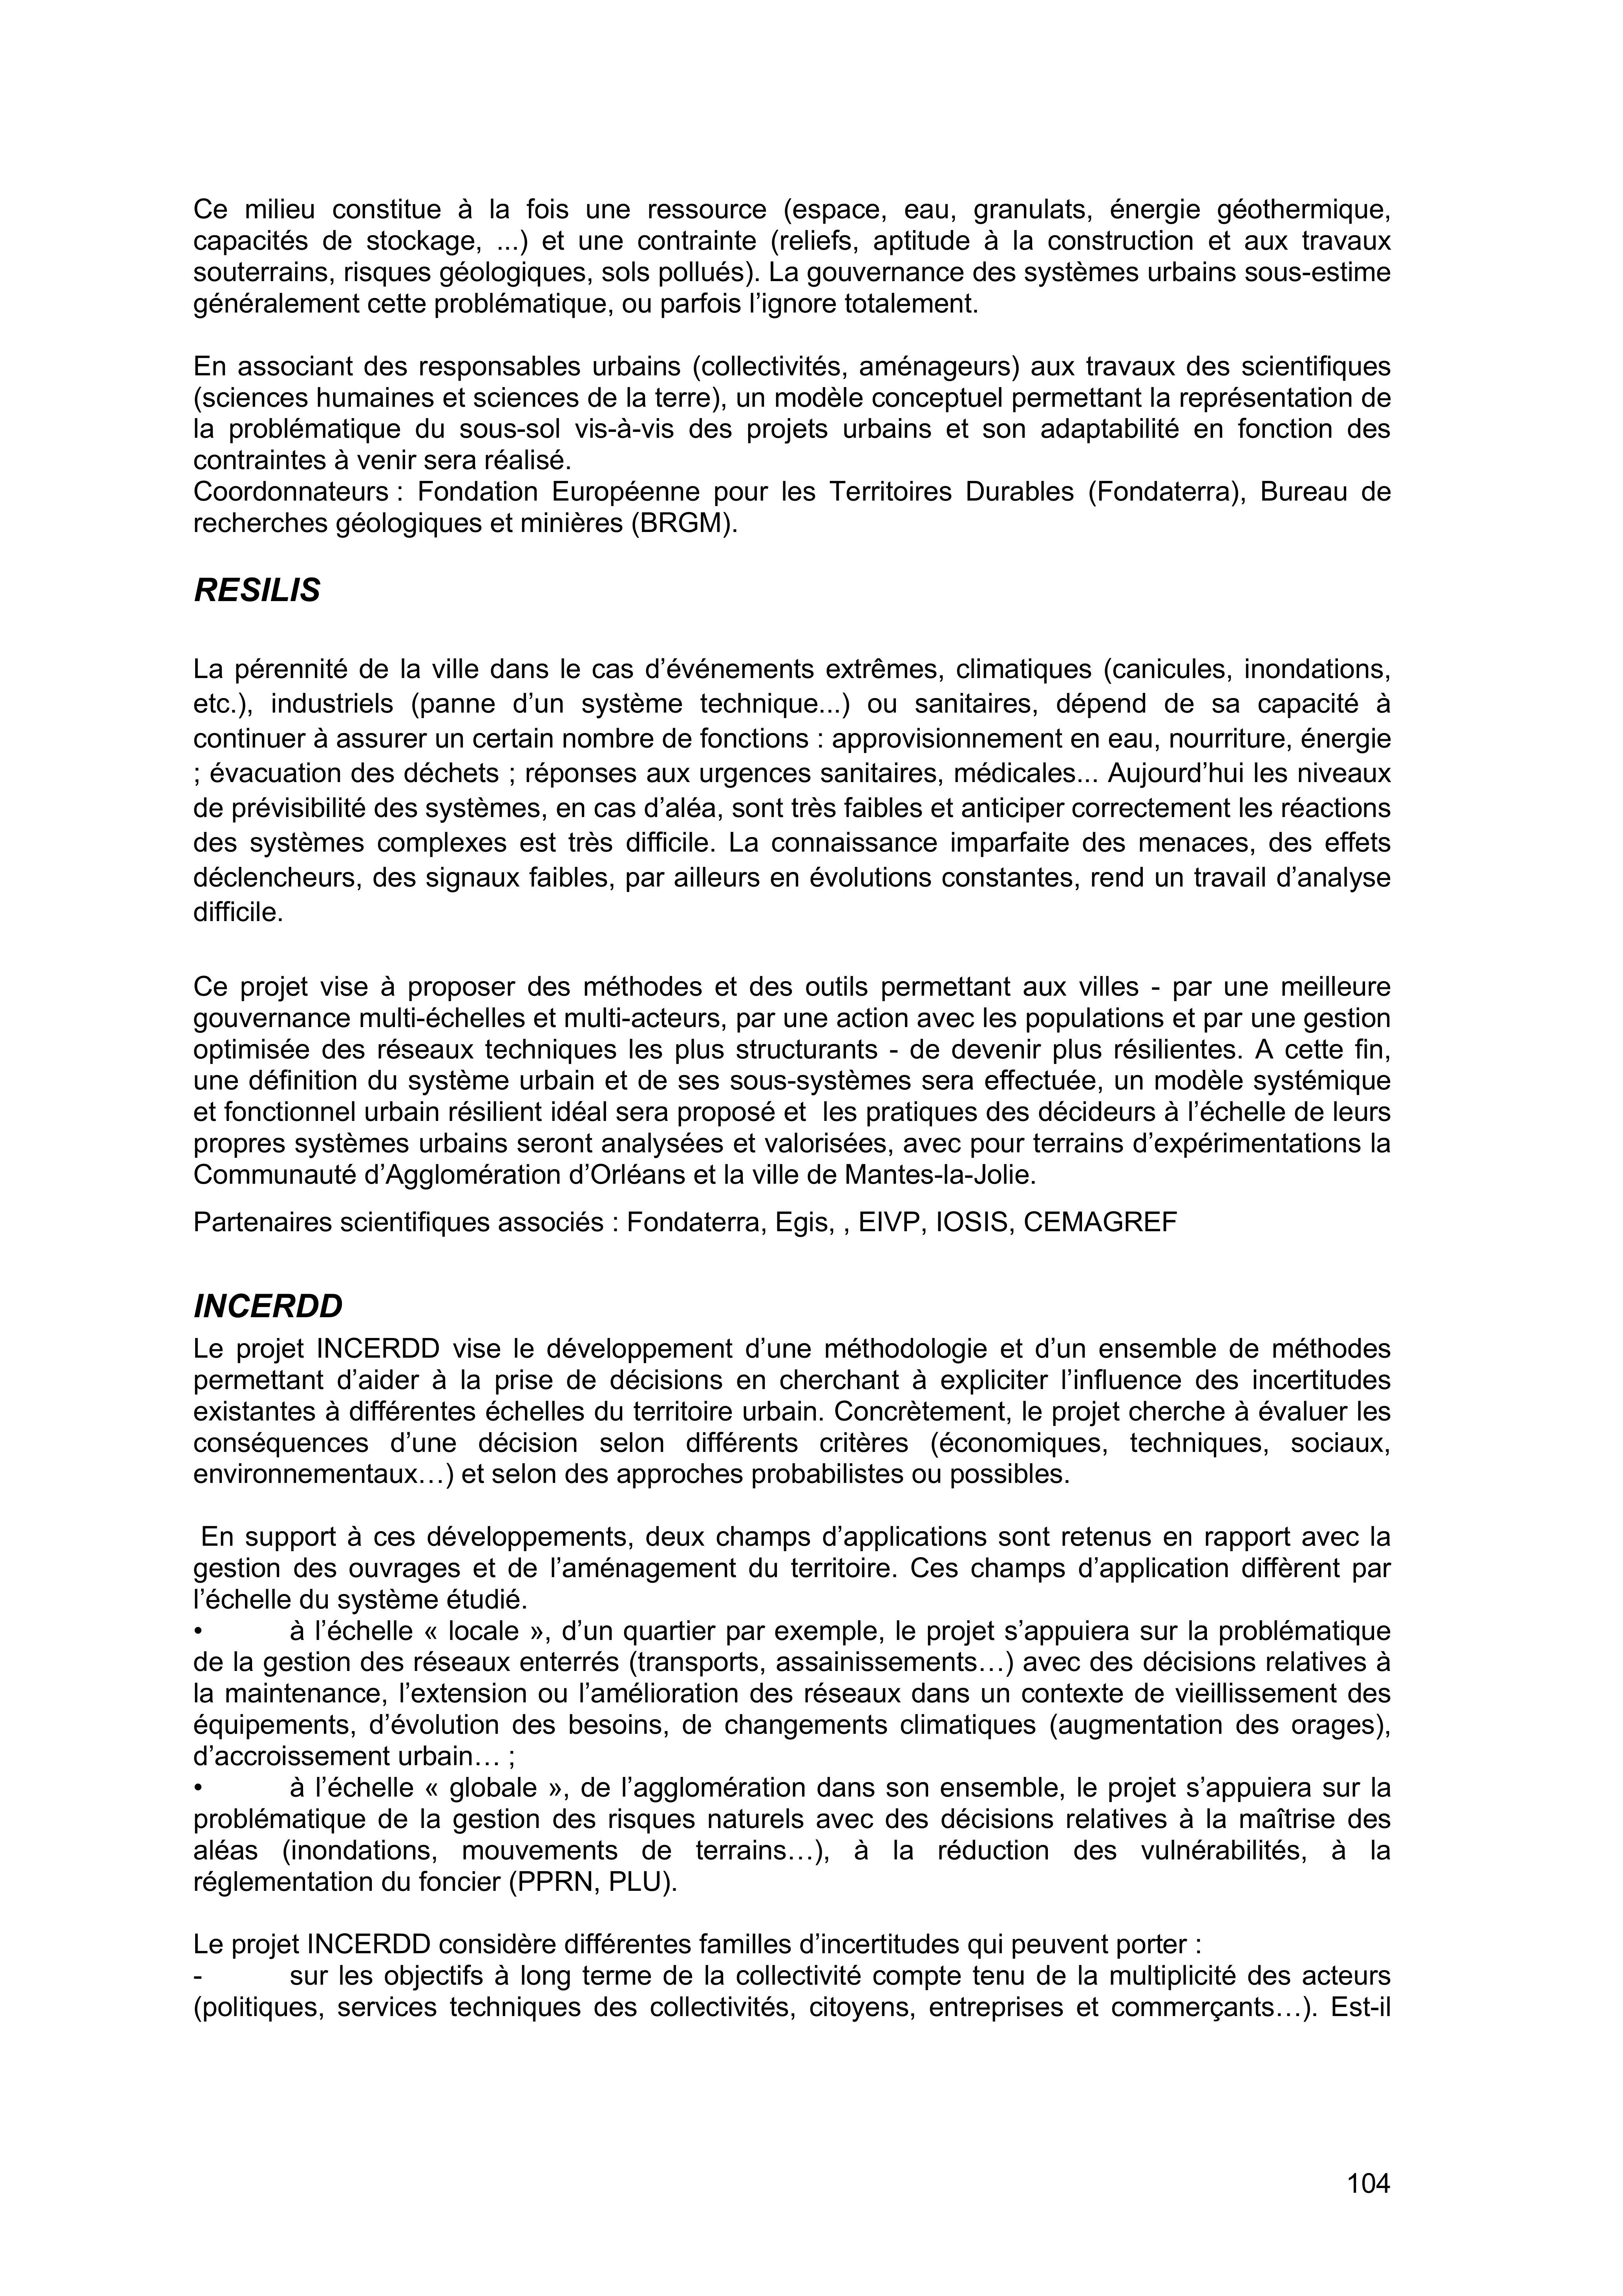 Ce milieu constitue à la fois une ressource (espace, eau, granulats, énergie géothermique,
capacités de stockage, ...) et une contrainte (reliefs, aptitude à la construction et aux travaux
souterrains, risques géologiques, sols pollués). La gouvernance des systèmes urbains sous-estime
généralement cette problématique, ou parfois l’ignore totalement.
En associant des responsables urbains (collectivités, aménageurs) aux travaux des scientifiques
(sciences humaines et sciences de la terre), un modèle conceptuel permettant la représentation de
la problématique du sous-sol vis-à-vis des projets urbains et son adaptabilité en fonction des
contraintes à venir sera réalisé.
Coordonnateurs : Fondation Européenne pour les Territoires Durables (Fondaterra), Bureau de
recherches géologiques et minières (BRGM).
RESILIS
La pérennité de la ville dans le cas d’événements extrêmes, climatiques (canicules, inondations,
etc.), industriels (panne d’un système technique...) ou sanitaires, dépend de sa capacité à
continuer à assurer un certain nombre de fonctions : approvisionnement en eau, nourriture, énergie
; évacuation des déchets ; réponses aux urgences sanitaires, médicales... Aujourd’hui les niveaux
de prévisibilité des systèmes, en cas d’aléa, sont très faibles et anticiper correctement les réactions
des systèmes complexes est très difficile. La connaissance imparfaite des menaces, des effets
déclencheurs, des signaux faibles, par ailleurs en évolutions constantes, rend un travail d’analyse
difficile.
Ce projet vise à proposer des méthodes et des outils permettant aux villes - par une meilleure
gouvernance multi-échelles et multi-acteurs, par une action avec les populations et par une gestion
optimisée des réseaux techniques les plus structurants - de devenir plus résilientes. A cette fin,
une définition du système urbain et de ses sous-systèmes sera effectuée, un modèle systémique
et fonctionnel urbain résilient idéal sera proposé et  les pratiques des décideurs à l’échelle de leurs
propres systèmes urbains seront analysées et valorisées, avec pour terrains d’expérimentations la
Communauté d’Agglomération d’Orléans et la ville de Mantes-la-Jolie.
Partenaires scientifiques associés : Fondaterra, Egis, , EIVP, IOSIS, CEMAGREF
INCERDD
Le projet INCERDD vise le développement d’une méthodologie et d’un ensemble de méthodes
permettant d’aider à la prise de décisions en cherchant à expliciter l’influence des incertitudes
existantes à différentes échelles du territoire urbain. Concrètement, le projet cherche à évaluer les
conséquences d’une décision selon différents critères (économiques, techniques, sociaux,
environnementaux…) et selon des approches probabilistes ou possibles.
En support à ces développements, deux champs d’applications sont retenus en rapport avec la
gestion des ouvrages et de l’aménagement du territoire. Ces champs d’application diffèrent par
l’échelle du système étudié.
• à l’échelle « locale », d’un quartier par exemple, le projet s’appuiera sur la problématique
de la gestion des réseaux enterrés (transports, assainissements…) avec des décisions relatives à
la maintenance, l’extension ou l’amélioration des réseaux dans un contexte de vieillissement des
équipements, d’évolution des besoins, de changements climatiques (augmentation des orages),
d’accroissement urbain… ;
• à l’échelle « globale », de l’agglomération dans son ensemble, le projet s’appuiera sur la
problématique de la gestion des risques naturels avec des décisions relatives à la maîtrise des
aléas (inondations, mouvements de terrains…), à la réduction des vulnérabilités, à la
réglementation du foncier (PPRN, PLU).
Le projet INCERDD considère différentes familles d’incertitudes qui peuvent porter :
- sur les objectifs à long terme de la collectivité compte tenu de la multiplicité des acteurs
(politiques, services techniques des collectivités, citoyens, entreprises et commerçants…). Est-il
104